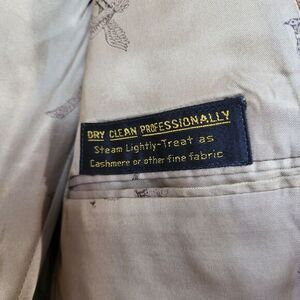 DRY CLEAN PROFESSIONALLY
Steam Lightly-Treat as
Cashmere or other fine fabric